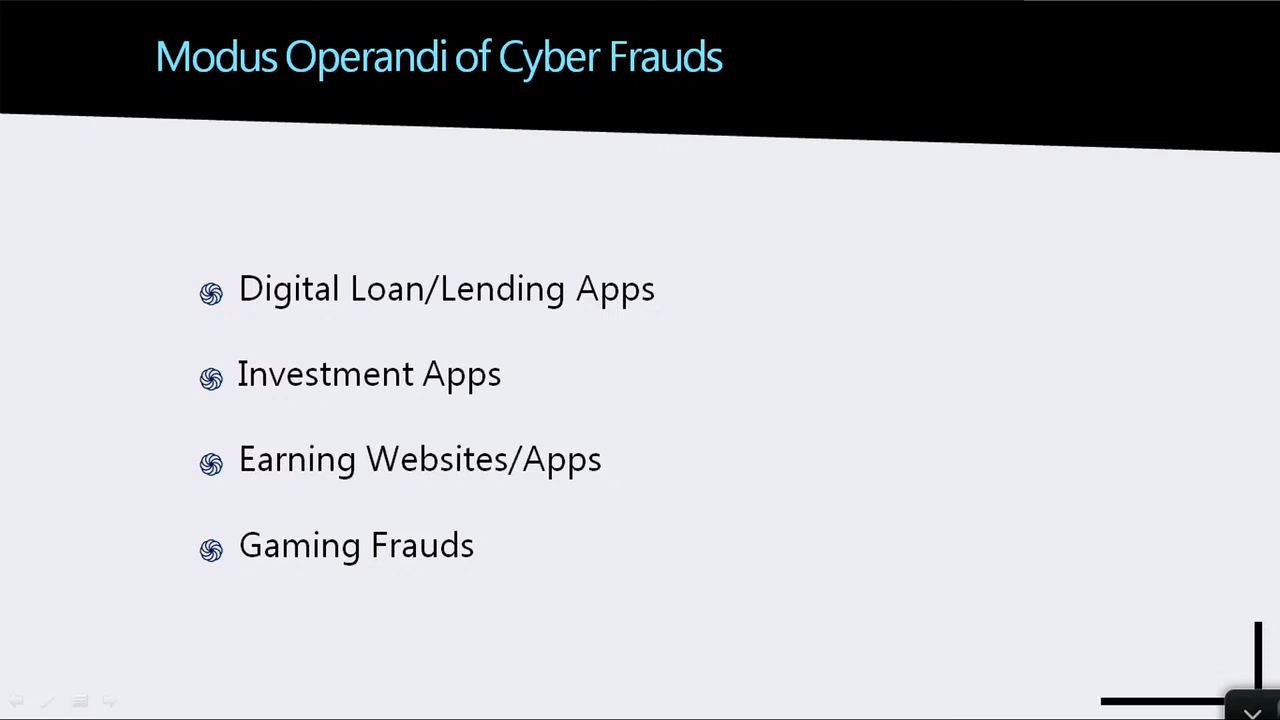 Modus Operandi of Cyber Frauds
Digital Loan/Lending Apps
Investment Apps
Earning Websites/Apps
Gaming Frauds